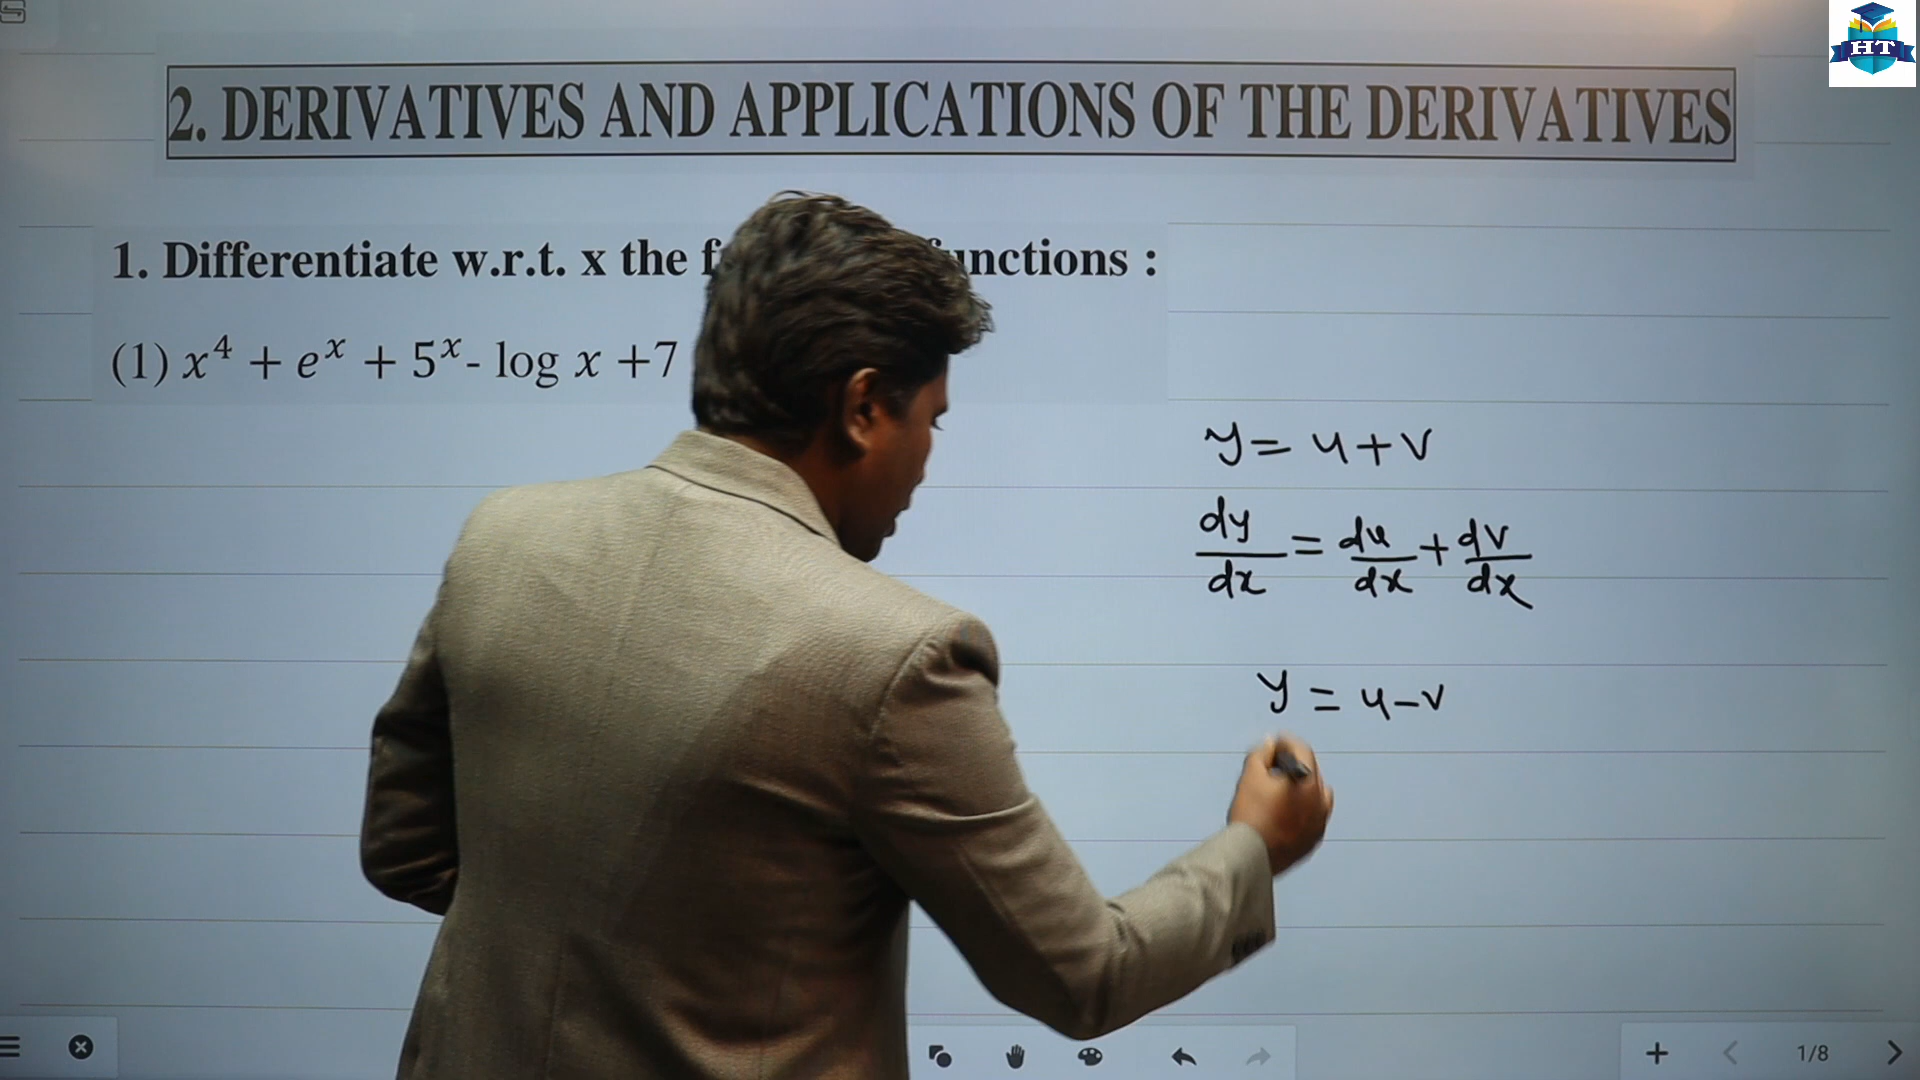 HT
2. DERIVATIVES AND APPLICATIONS OF THE DERIVATIVES
1. Differentiate w.r.t. x the f unctions :
(1) x⁴ + eˣ + 5ˣ- log x +7
y = u + v
dy/dx = du/dx + dv/dx
y = u - v
1/8